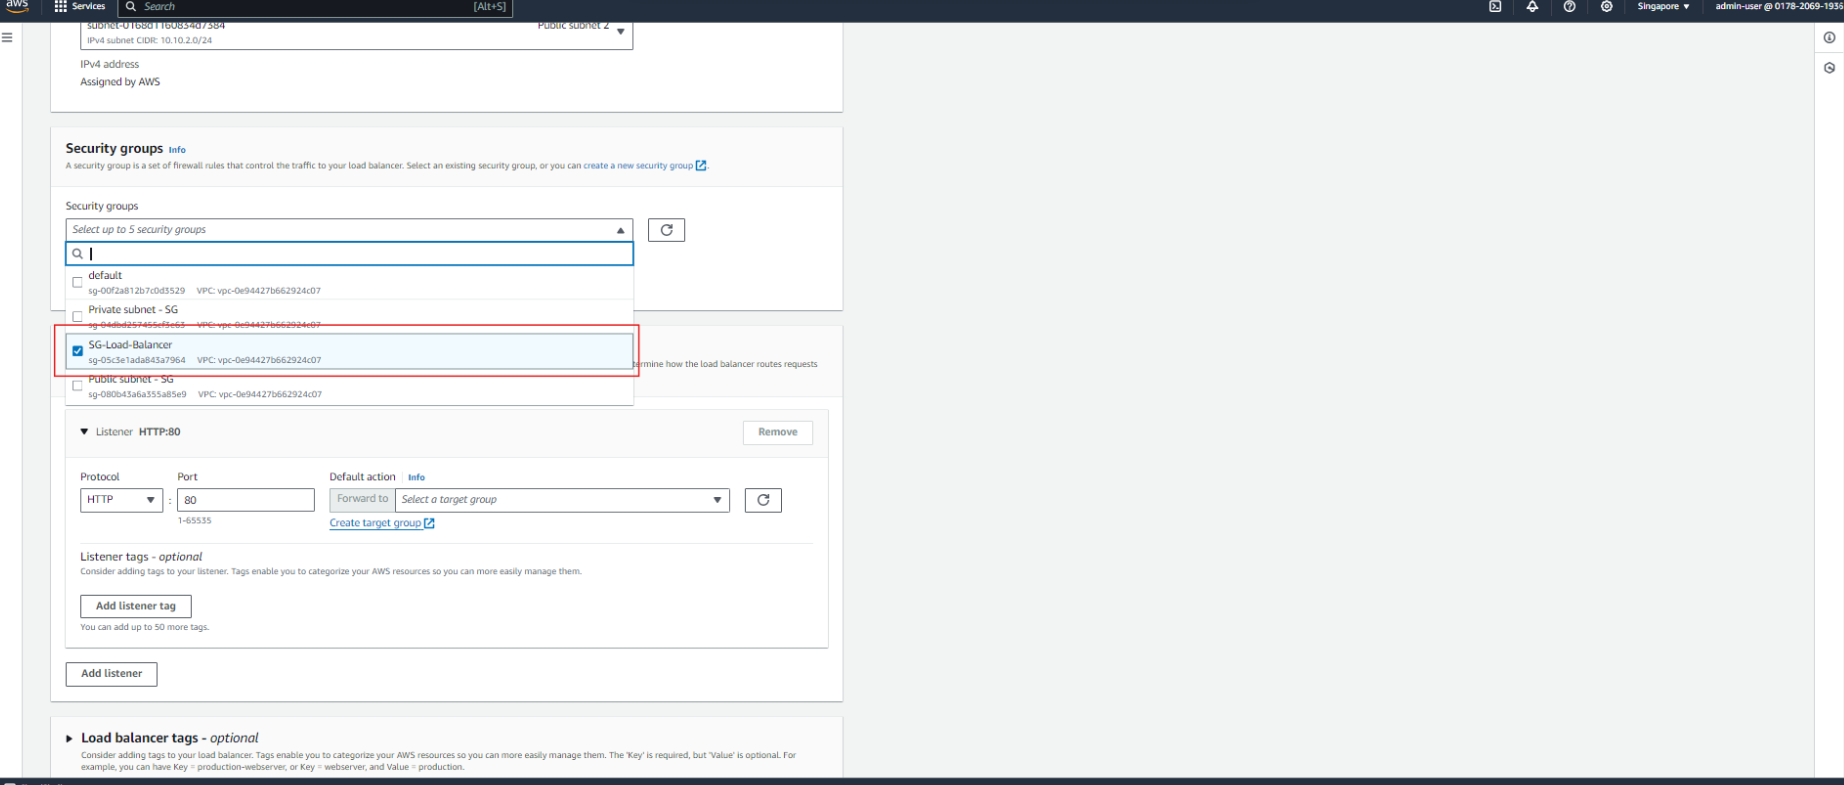 aws
Services
Search
[Alt+S]
Singapore
admin-user @ 0178-2069-1936
subnet-0168d1160834d7384
Public subnet 2
IPv4 subnet CIDR: 10.10.2.0/24
IPv4 address
Assigned by AWS
Security groups Info
A security group is a set of firewall rules that control the traffic to your load balancer. Select an existing security group, or you can create a new security group.
Security groups
Select up to 5 security groups
default
sg-00f2a812b7c0d3529 VPC: vpc-0e94427b662924c07
Private subnet - SG
sg-04dbd257455cf3e63 VPC: vpc-0e94427b662924c07
SG-Load-Balancer
sg-05c3e1ada843a7964 VPC: vpc-0e94427b662924c07
termine how the load balancer routes requests
Public subnet - SG
sg-080b43a6a355a85e9 VPC: vpc-0e94427b662924c07
Listener HTTP:80
Remove
Protocol
Port
Default action Info
HTTP
:
80
Forward to
Select a target group
1-65535
Create target group
Listener tags - optional
Consider adding tags to your listener. Tags enable you to categorize your AWS resources so you can more easily manage them.
Add listener tag
You can add up to 50 more tags.
Add listener
Load balancer tags - optional
Consider adding tags to your load balancer. Tags enable you to categorize your AWS resources so you can more easily manage them. The 'Key' is required, but 'Value' is optional. For
example, you can have Key = production-webserver, or Key = webserver, and Value = production.